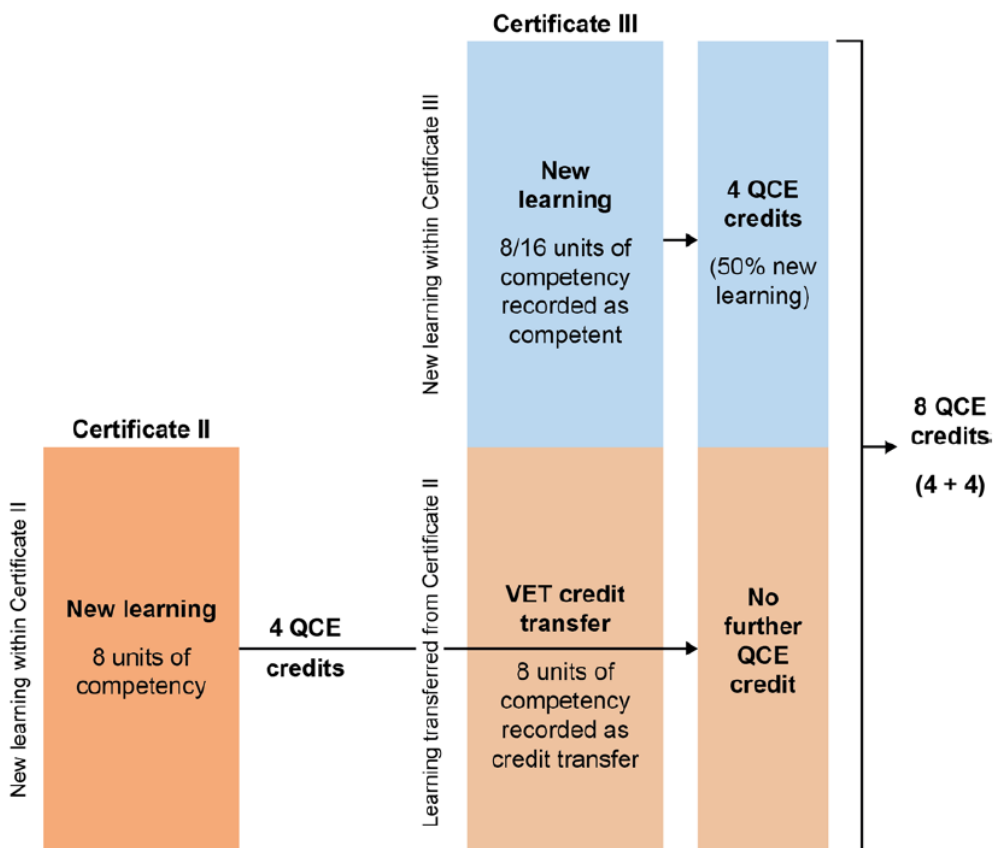 Certificate III
New learning within Certificate III
New
learning
8/16 units of
competency
recorded as
competent
4 QCE
credits
(50% new
learning)
8 QCE
credits
(4 + 4)
Certificate II
New learning within Certificate II
New learning
8 units of
competency
4 QCE
credits
Learning transferred from Certificate II
VET credit
transfer
8 units of
competency
recorded as
credit transfer
No
further
QCE
credit